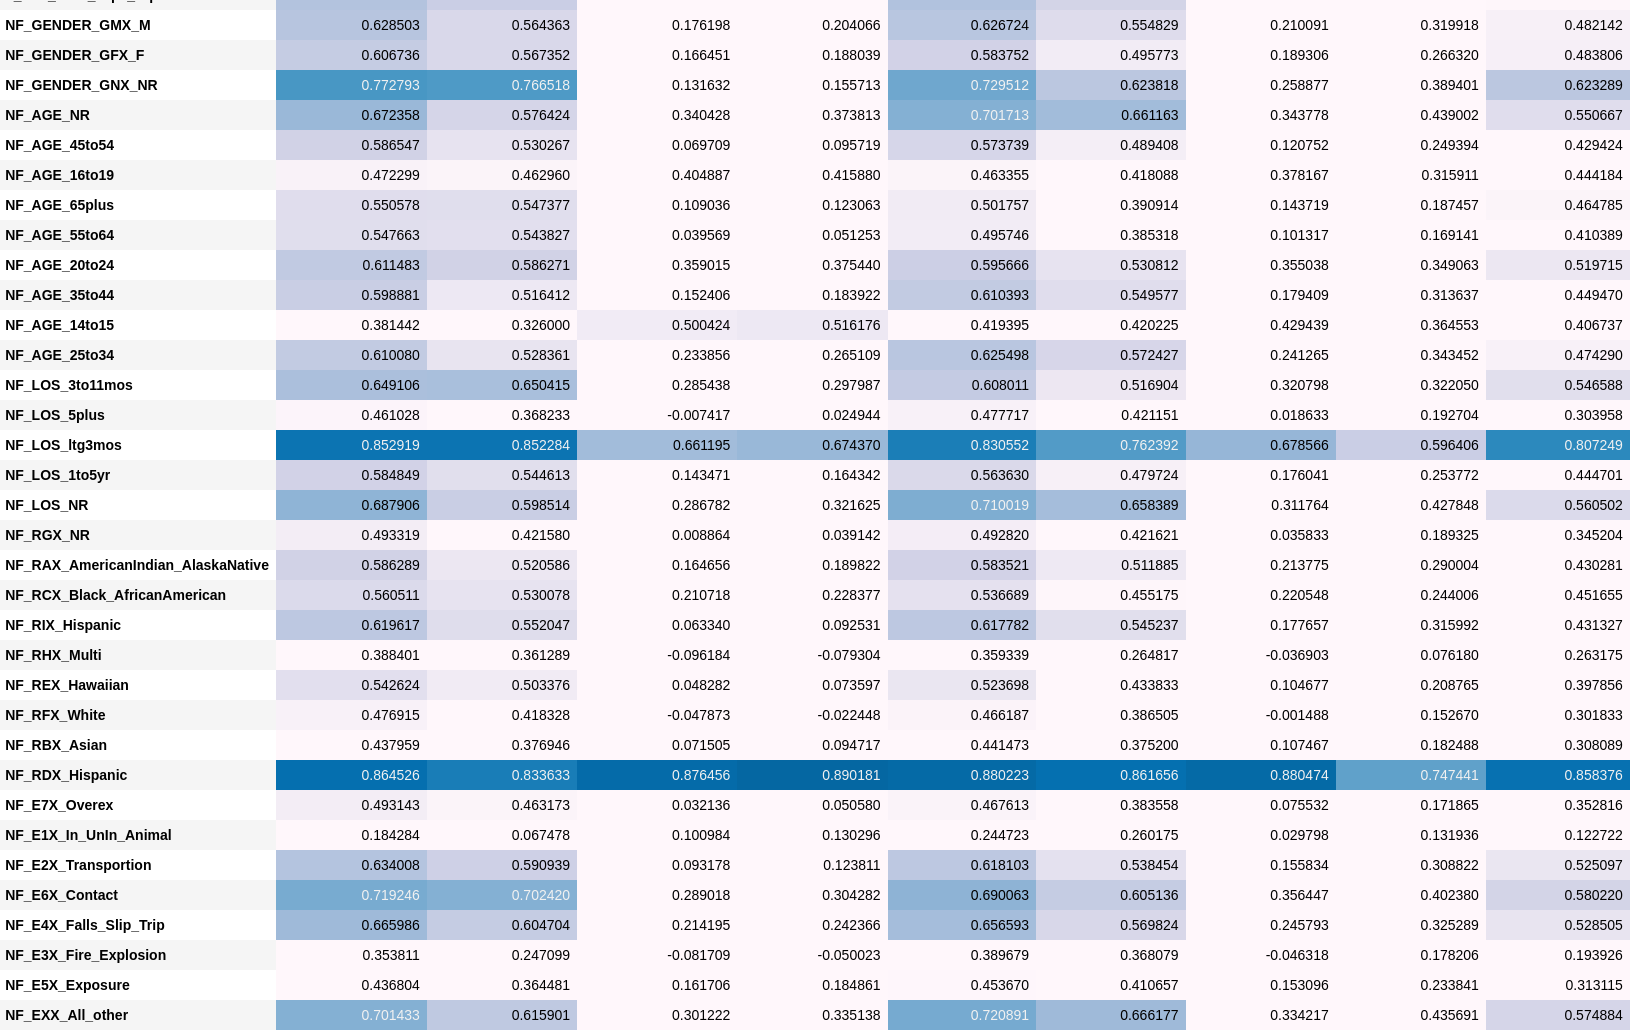 NF_GENDER_GMX_M 0.628503 0.564363 0.176198 0.204066 0.626724 0.554829 0.210091 0.319918 0.482142
NF_GENDER_GFX_F 0.606736 0.567352 0.166451 0.188039 0.583752 0.495773 0.189306 0.266320 0.483806
NF_GENDER_GNX_NR 0.772793 0.766518 0.131632 0.155713 0.729512 0.623818 0.258877 0.389401 0.623289
NF_AGE_NR 0.672358 0.576424 0.340428 0.373813 0.701713 0.661163 0.343778 0.439002 0.550667
NF_AGE_45to54 0.586547 0.530267 0.069709 0.095719 0.573739 0.489408 0.120752 0.249394 0.429424
NF_AGE_16to19 0.472299 0.462960 0.404887 0.415880 0.463355 0.418088 0.378167 0.315911 0.444184
NF_AGE_65plus 0.550578 0.547377 0.109036 0.123063 0.501757 0.390914 0.143719 0.187457 0.464785
NF_AGE_55to64 0.547663 0.543827 0.039569 0.051253 0.495746 0.385318 0.101317 0.169141 0.410389
NF_AGE_20to24 0.611483 0.586271 0.359015 0.375440 0.595666 0.530812 0.355038 0.349063 0.519715
NF_AGE_35to44 0.598881 0.516412 0.152406 0.183922 0.610393 0.549577 0.179409 0.313637 0.449470
NF_AGE_14to15 0.381442 0.326000 0.500424 0.516176 0.419395 0.420225 0.429439 0.364553 0.406737
NF_AGE_25to34 0.610080 0.528361 0.233856 0.265109 0.625498 0.572427 0.241265 0.343452 0.474290
NF_LOS_3to11mos 0.649106 0.650415 0.285438 0.297987 0.608011 0.516904 0.320798 0.322050 0.546588
NF_LOS_5plus 0.461028 0.368233 -0.007417 0.024944 0.477717 0.421151 0.018633 0.192704 0.303958
NF_LOS_ltg3mos 0.852919 0.852284 0.661195 0.674370 0.830552 0.762392 0.678566 0.596406 0.807249
NF_LOS_1to5yr 0.584849 0.544613 0.143471 0.164342 0.563630 0.479724 0.176041 0.253772 0.444701
NF_LOS_NR 0.687906 0.598514 0.286782 0.321625 0.710019 0.658389 0.311764 0.427848 0.560502
NF_RGX_NR 0.493319 0.421580 0.008864 0.039142 0.492820 0.421621 0.035833 0.189325 0.345204
NF_RAX_AmericanIndian_AlaskaNative 0.586289 0.520586 0.164656 0.189822 0.583521 0.511885 0.213775 0.290004 0.430281
NF_RCX_Black_AfricanAmerican 0.560511 0.530078 0.210718 0.228377 0.536689 0.455175 0.220548 0.244006 0.451655
NF_RIX_Hispanic 0.619617 0.552047 0.063340 0.092531 0.617782 0.545237 0.177657 0.315992 0.431327
NF_RHX_Multi 0.388401 0.361289 -0.096184 -0.079304 0.359339 0.264817 -0.036903 0.076180 0.263175
NF_REX_Hawaiian 0.542624 0.503376 0.048282 0.073597 0.523698 0.433833 0.104677 0.208765 0.397856
NF_RFX_White 0.476915 0.418328 -0.047873 -0.022448 0.466187 0.386505 -0.001488 0.152670 0.301833
NF_RBX_Asian 0.437959 0.376946 0.071505 0.094717 0.441473 0.375200 0.107467 0.182488 0.308089
NF_RDX_Hispanic 0.864526 0.833633 0.876456 0.890181 0.880223 0.861656 0.880474 0.747441 0.858376
NF_E7X_Overex 0.493143 0.463173 0.032136 0.050580 0.467613 0.383558 0.075532 0.171865 0.352816
NF_E1X_In_UnIn_Animal 0.184284 0.067478 0.100984 0.130296 0.244723 0.260175 0.029798 0.131936 0.122722
NF_E2X_Transportion 0.634008 0.590939 0.093178 0.123811 0.618103 0.538454 0.155834 0.308822 0.525097
NF_E6X_Contact 0.719246 0.702420 0.289018 0.304282 0.690063 0.605136 0.356447 0.402380 0.580220
NF_E4X_Falls_Slip_Trip 0.665986 0.604704 0.214195 0.242366 0.656593 0.569824 0.245793 0.325289 0.528505
NF_E3X_Fire_Explosion 0.353811 0.247099 -0.081709 -0.050023 0.389679 0.368079 -0.046318 0.178206 0.193926
NF_E5X_Exposure 0.436804 0.364481 0.161706 0.184861 0.453670 0.410657 0.153096 0.233841 0.313115
NF_EXX_All_other 0.701433 0.615901 0.301222 0.335138 0.720891 0.666177 0.334217 0.435691 0.574884